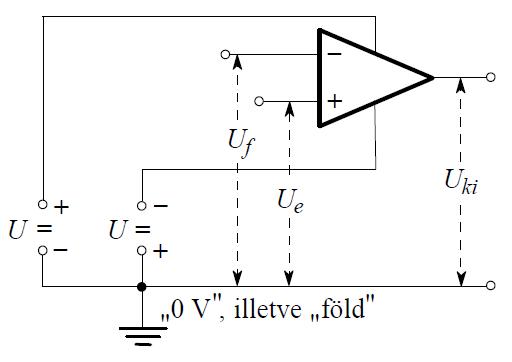 −
+
U_f
U_e
U_ki
+
U =
−
−
U =
+
„0 V", illetve „föld"